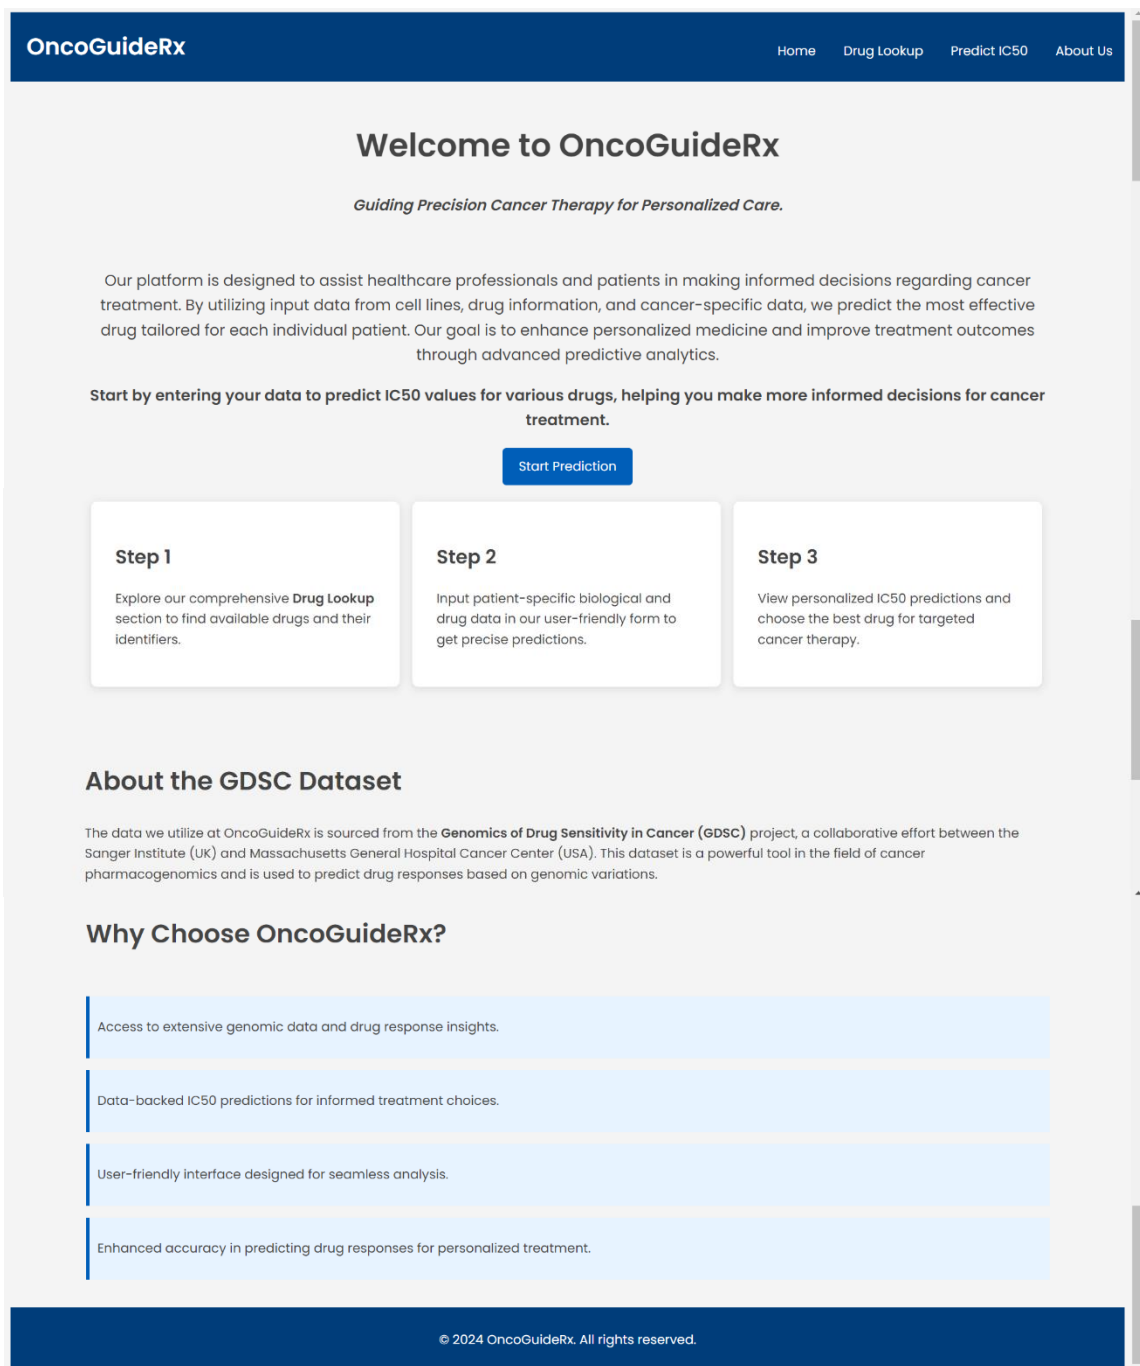 OncoGuideRx
Home Drug Lookup Predict IC50 About Us
Welcome to OncoGuideRx
Guiding Precision Cancer Therapy for Personalized Care.
Our platform is designed to assist healthcare professionals and patients in making informed decisions regarding cancer
treatment. By utilizing input data from cell lines, drug information, and cancer-specific data, we predict the most effective
drug tailored for each individual patient. Our goal is to enhance personalized medicine and improve treatment outcomes
through advanced predictive analytics.
Start by entering your data to predict IC50 values for various drugs, helping you make more informed decisions for cancer
treatment.
Start Prediction
Step 1
Explore our comprehensive Drug Lookup
section to find available drugs and their
identifiers.
Step 2
Input patient-specific biological and
drug data in our user-friendly form to
get precise predictions.
Step 3
View personalized IC50 predictions and
choose the best drug for targeted
cancer therapy.
About the GDSC Dataset
The data we utilize at OncoGuideRx is sourced from the Genomics of Drug Sensitivity in Cancer (GDSC) project, a collaborative effort between the
Sanger Institute (UK) and Massachusetts General Hospital Cancer Center (USA). This dataset is a powerful tool in the field of cancer
pharmacogenomics and is used to predict drug responses based on genomic variations.
Why Choose OncoGuideRx?
Access to extensive genomic data and drug response insights.
Data-backed IC50 predictions for informed treatment choices.
User-friendly interface designed for seamless analysis.
Enhanced accuracy in predicting drug responses for personalized treatment.
© 2024 OncoGuideRx. All rights reserved.